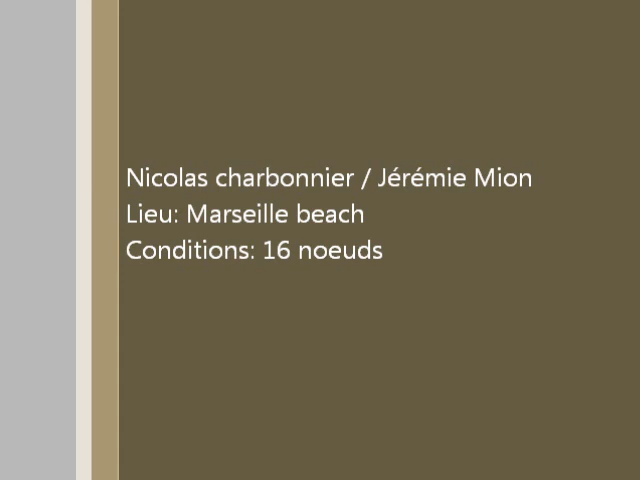 Nicolas charbonnier / Jérémie Mion
Lieu: Marseille beach
Conditions: 16 noeuds